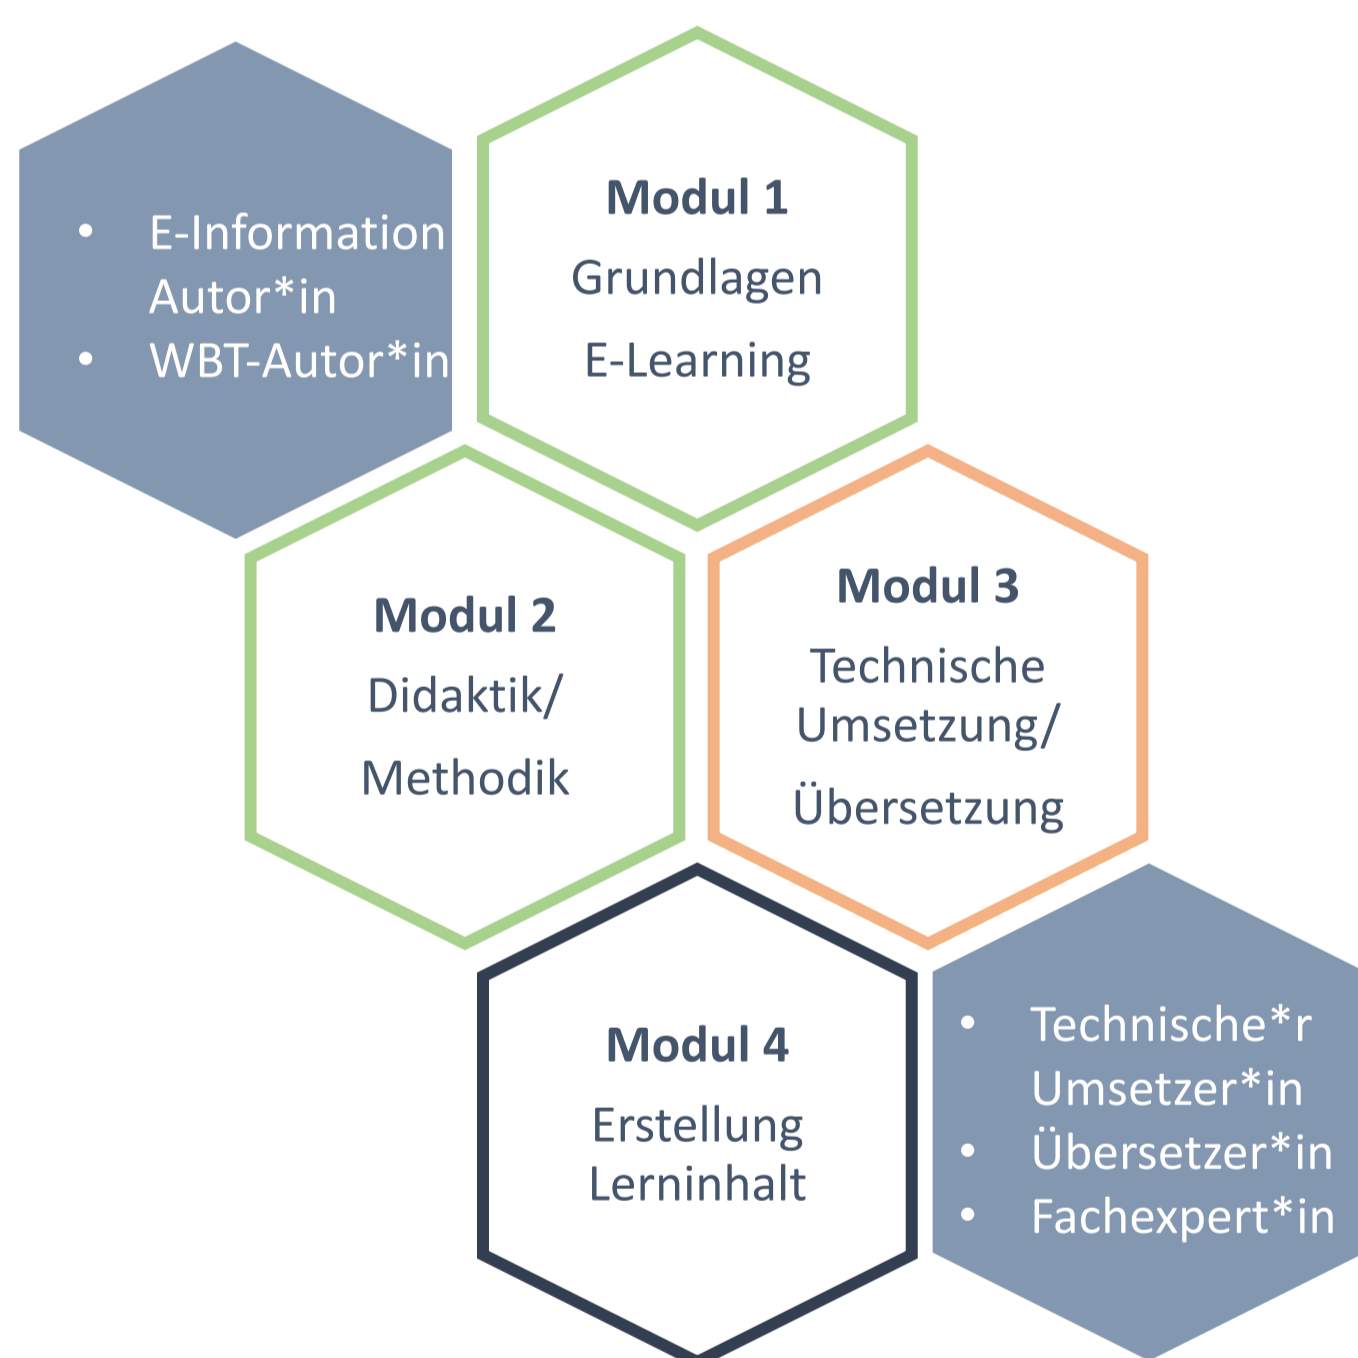 • E-Information
Autor*in
• WBT-Autor*in
Modul 1
Grundlagen
E-Learning
Modul 2
Didaktik/
Methodik
Modul 3
Technische
Umsetzung/
Übersetzung
Modul 4
Erstellung
Lerninhalt
• Technische*r
Umsetzer*in
• Übersetzer*in
• Fachexpert*in